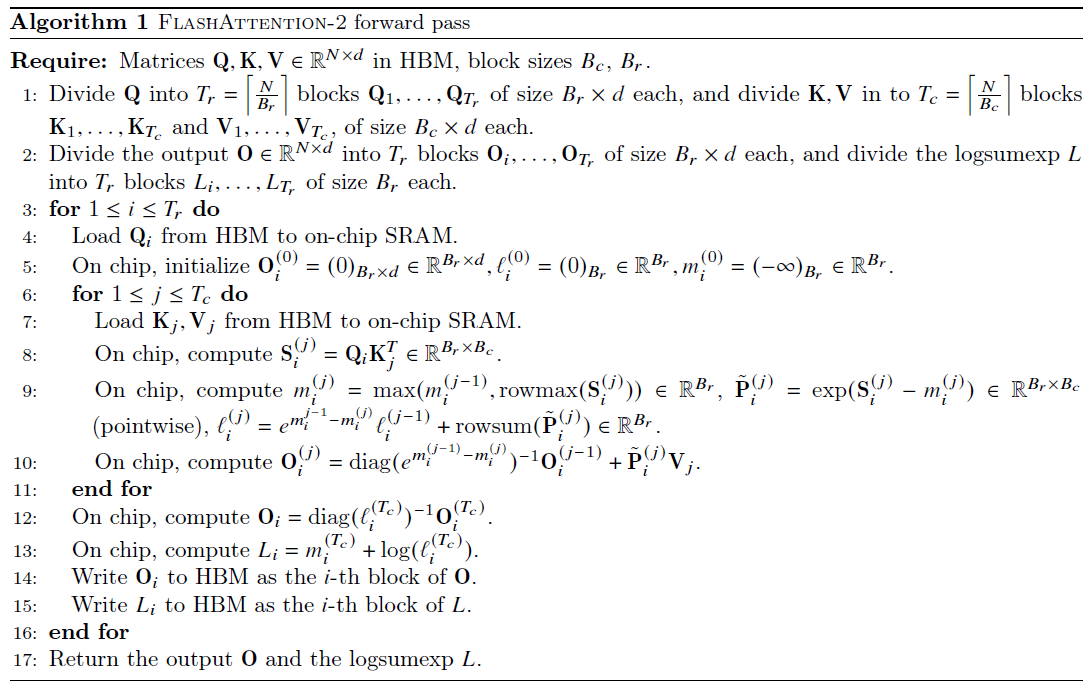 Algorithm 1 FLASHATTENTION-2 forward pass
Require: Matrices Q, K, V ∈ ℝ^{N×d} in HBM, block sizes B_c, B_r.
1: Divide Q into T_r = ⌈N/B_r⌉ blocks Q_1, . . . , Q_{T_r} of size B_r × d each, and divide K, V in to T_c = ⌈N/B_c⌉ blocks
K_1, . . . , K_{T_c} and V_1, . . . , V_{T_c}, of size B_c × d each.
2: Divide the output O ∈ ℝ^{N×d} into T_r blocks O_i, . . . , O_{T_r} of size B_r × d each, and divide the logsumexp L
into T_r blocks L_i, . . . , L_{T_r} of size B_r each.
3: for 1 ≤ i ≤ T_r do
4: Load Q_i from HBM to on-chip SRAM.
5: On chip, initialize O_i^{(0)} = (0)_{B_r×d} ∈ ℝ^{B_r×d}, ℓ_i^{(0)} = (0)_{B_r} ∈ ℝ^{B_r}, m_i^{(0)} = (−∞)_{B_r} ∈ ℝ^{B_r}.
6: for 1 ≤ j ≤ T_c do
7: Load K_j, V_j from HBM to on-chip SRAM.
8: On chip, compute S_i^{(j)} = Q_i K_j^T ∈ ℝ^{B_r×B_c}.
9: On chip, compute m_i^{(j)} = max(m_i^{(j−1)}, rowmax(S_i^{(j)})) ∈ ℝ^{B_r}, P̃_i^{(j)} = exp(S_i^{(j)} − m_i^{(j)}) ∈ ℝ^{B_r×B_c}
(pointwise), ℓ_i^{(j)} = e^{m_i^{j−1}−m_i^{(j)}} ℓ_i^{(j−1)} + rowsum(P̃_i^{(j)}) ∈ ℝ^{B_r}.
10: On chip, compute O_i^{(j)} = diag(e^{m_i^{(j−1)}−m_i^{(j)}})^{−1} O_i^{(j−1)} + P̃_i^{(j)} V_j.
11: end for
12: On chip, compute O_i = diag(ℓ_i^{(T_c)})^{−1} O_i^{(T_c)}.
13: On chip, compute L_i = m_i^{(T_c)} + log(ℓ_i^{(T_c)}).
14: Write O_i to HBM as the i-th block of O.
15: Write L_i to HBM as the i-th block of L.
16: end for
17: Return the output O and the logsumexp L.